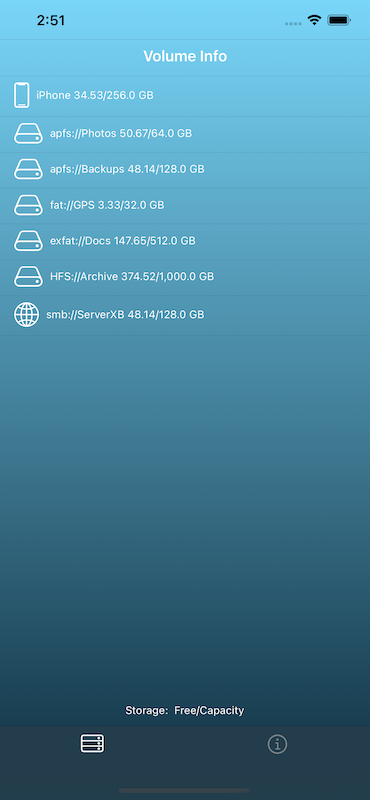 2:51
Volume Info
iPhone 34.53/256.0 GB
apfs://Photos 50.67/64.0 GB
apfs://Backups 48.14/128.0 GB
fat://GPS 3.33/32.0 GB
exfat://Docs 147.65/512.0 GB
HFS://Archive 374.52/1,000.0 GB
smb://ServerXB 48.14/128.0 GB
Storage: Free/Capacity